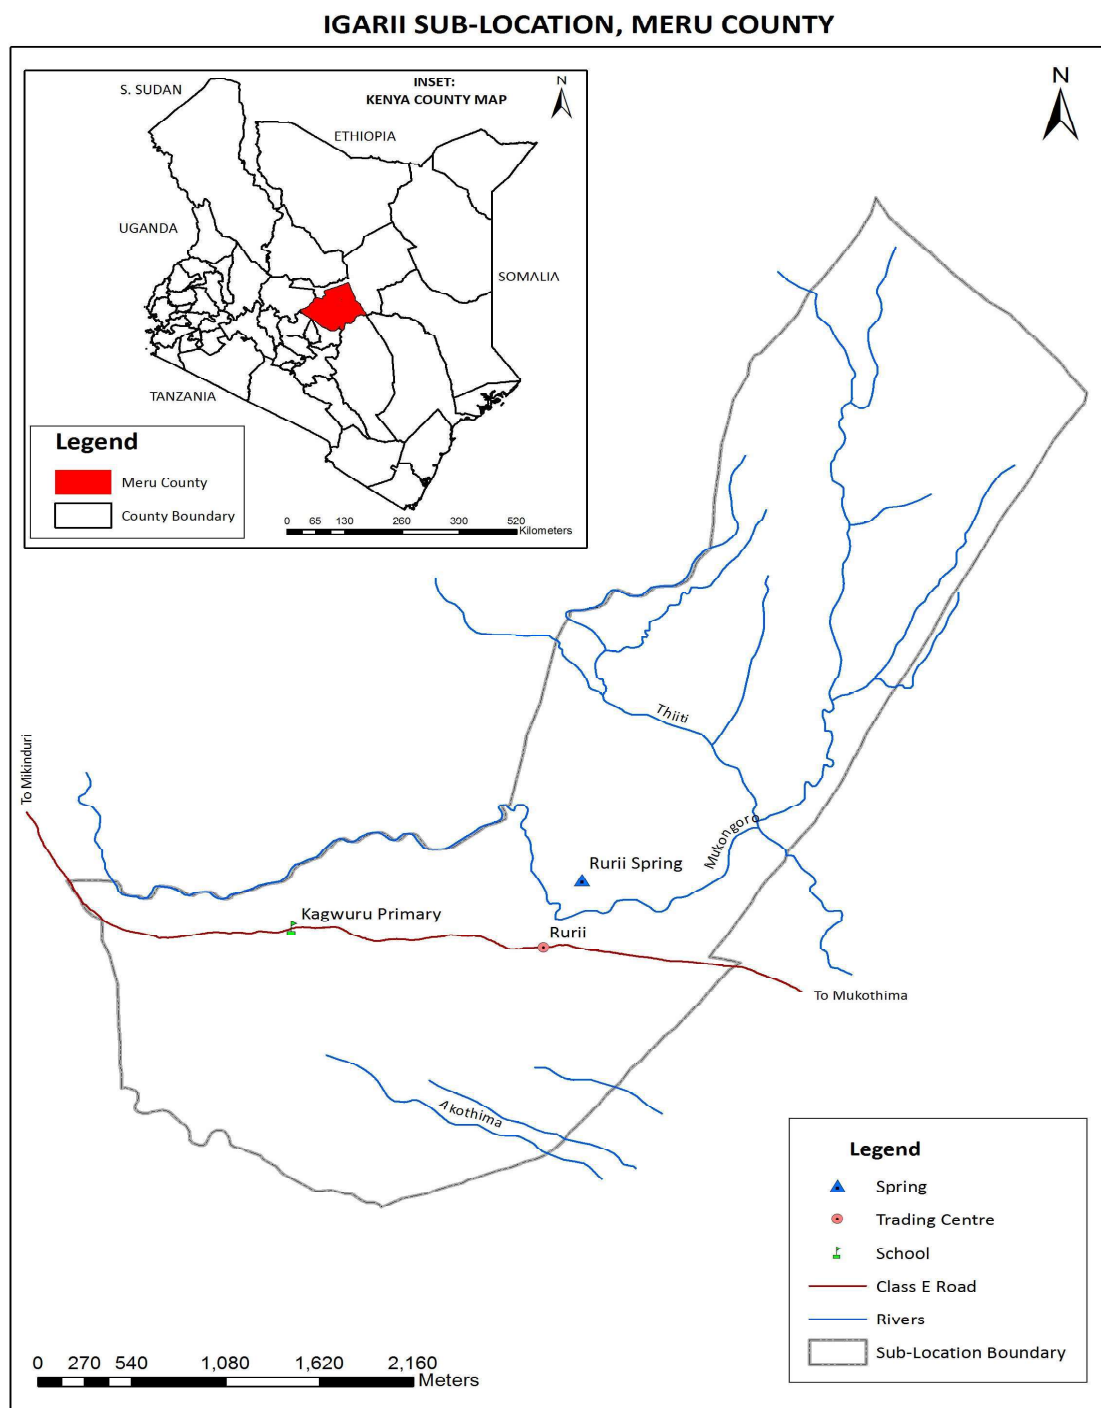 IGARII SUB-LOCATION, MERU COUNTY
INSET:
KENYA COUNTY MAP
N
N
S. SUDAN
ETHIOPIA
UGANDA
SOMALIA
TANZANIA
Legend
Meru County
County Boundary
0 65 130 260 390 520
Kilometers
Thiiti
To Mikinduri
Mukongoro
Rurii Spring
Kagwuru Primary
Rurii
To Mukothima
Akothima
Legend
Spring
Trading Centre
School
Class E Road
Rivers
Sub-Location Boundary
0 270 540 1,080 1,620 2,160
Meters